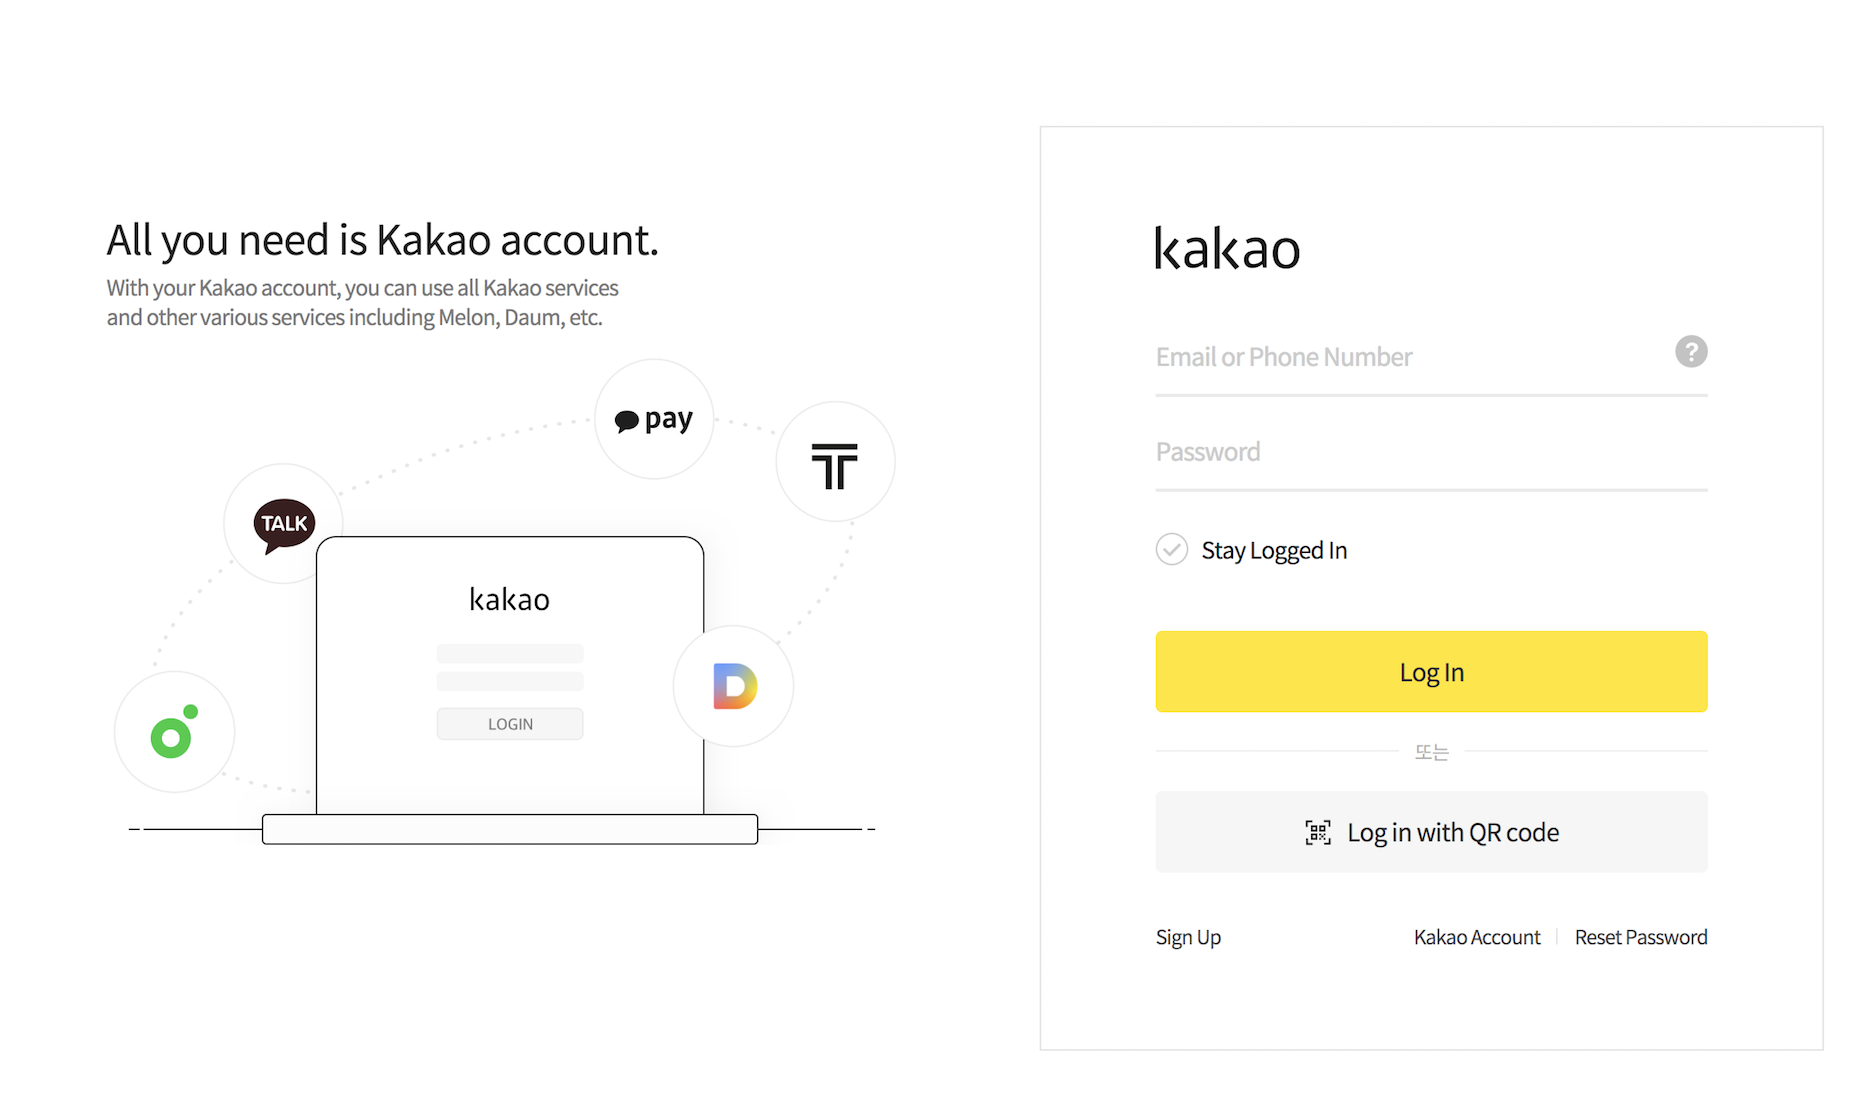 All you need is Kakao account.
With your Kakao account, you can use all Kakao services
and other various services including Melon, Daum, etc.
pay
T
TALK
kakao
LOGIN
D
kakao
Email or Phone Number
?
Password
Stay Logged In
Log In
또는
Log in with QR code
Sign Up
Kakao Account
Reset Password